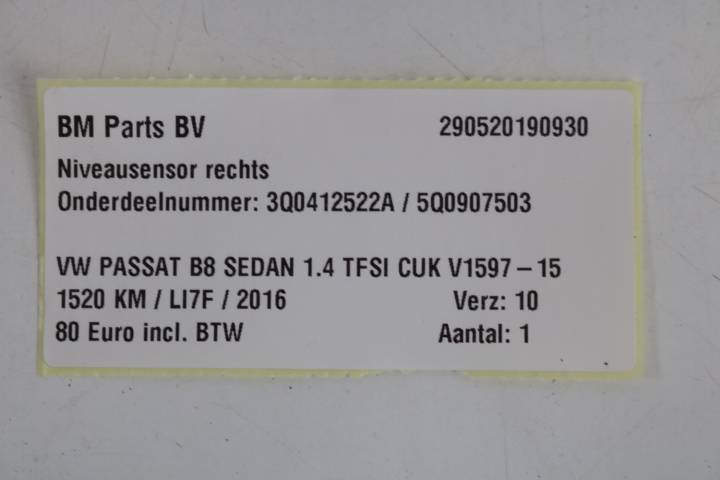 BM Parts BV 290520190930
Niveausensor rechts
Onderdeelnummer: 3Q0412522A / 5Q0907503
VW PASSAT B8 SEDAN 1.4 TFSI CUK V1597 – 15
1520 KM / LI7F / 2016 Verz: 10
80 Euro incl. BTW Aantal: 1